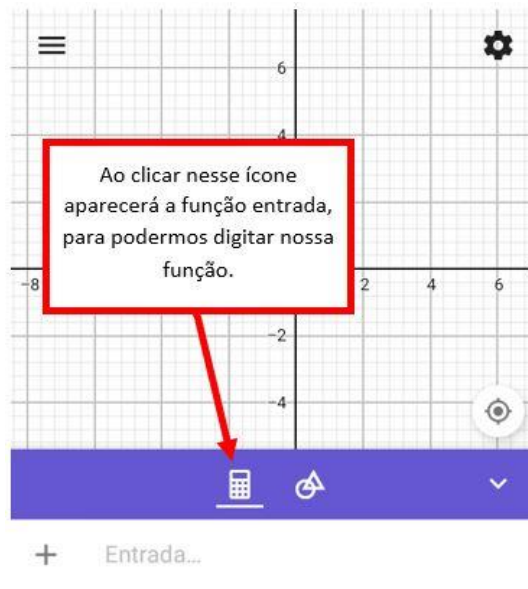 6
4
Ao clicar nesse ícone
aparecerá a função entrada,
para podermos digitar nossa
função.
−8
2
4
6
−2
−4
+ Entrada...